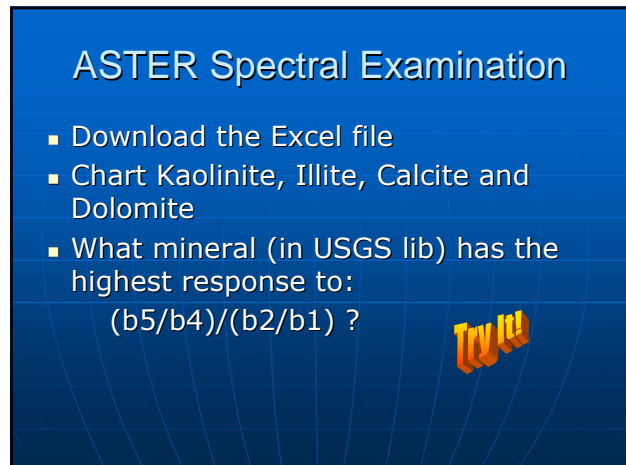 ASTER Spectral Examination
Download the Excel file
Chart Kaolinite, Illite, Calcite and
Dolomite
What mineral (in USGS lib) has the
highest response to:
(b5/b4)/(b2/b1) ?
Try It!